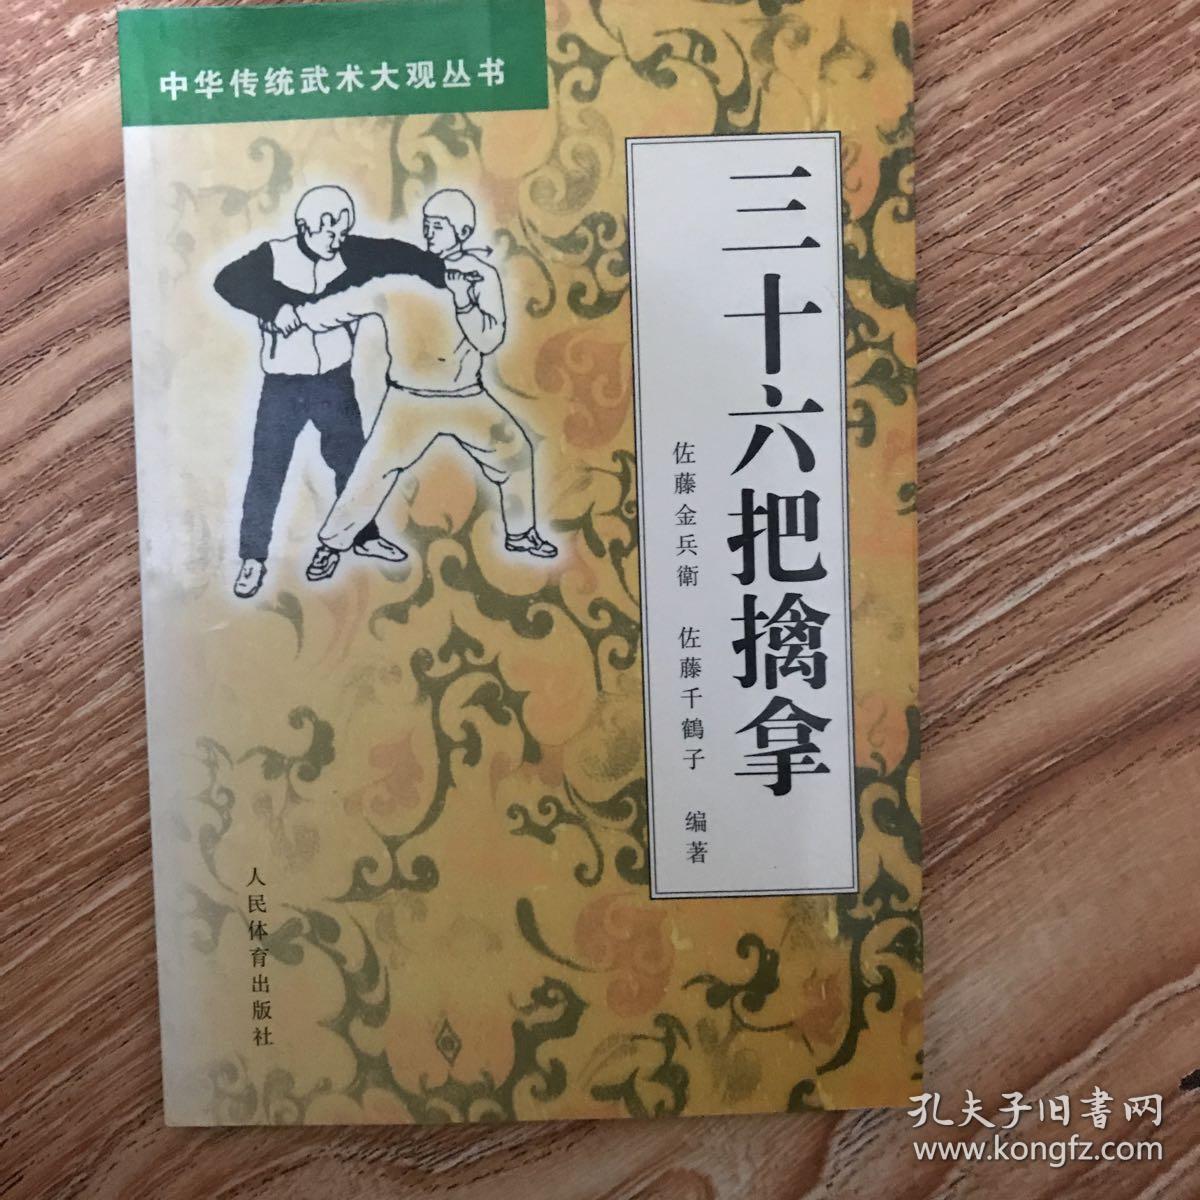 中华传统武术大观丛书
三十六把擒拿
佐藤金兵衛 佐藤千鶴子 编著
人民体育出版社
孔夫子旧書网
www.kongfz.com